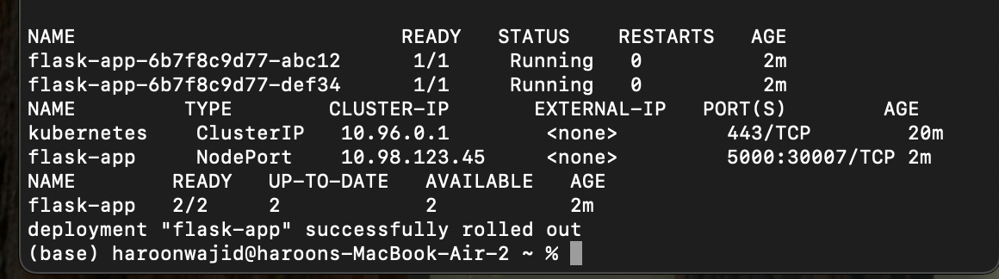 NAME READY STATUS RESTARTS AGE
flask-app-6b7f8c9d77-abc12 1/1 Running 0 2m
flask-app-6b7f8c9d77-def34 1/1 Running 0 2m
NAME TYPE CLUSTER-IP EXTERNAL-IP PORT(S) AGE
kubernetes ClusterIP 10.96.0.1 <none> 443/TCP 20m
flask-app NodePort 10.98.123.45 <none> 5000:30007/TCP 2m
NAME READY UP-TO-DATE AVAILABLE AGE
flask-app 2/2 2 2 2m
deployment "flask-app" successfully rolled out
(base) haroonwajid@haroons-MacBook-Air-2 ~ %